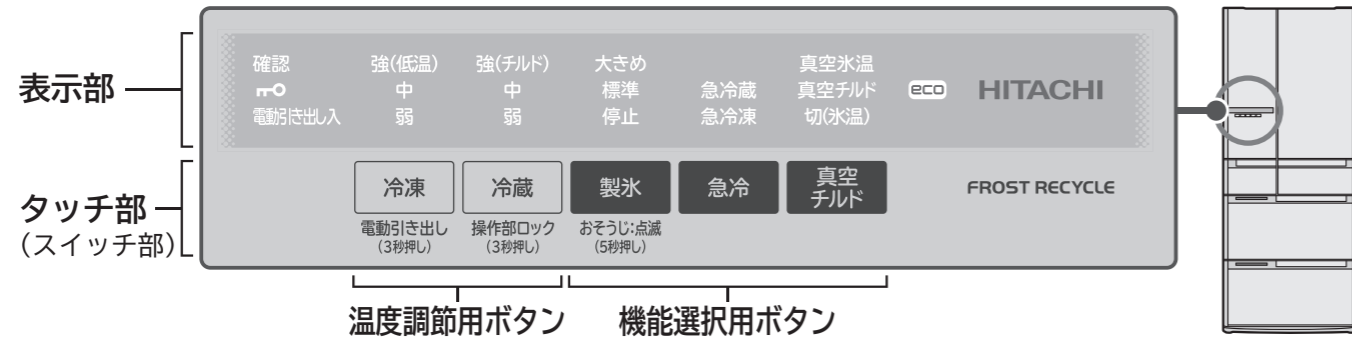 表示部
確認 強(低温) 強(チルド) 大きめ 真空氷温
中 中 標準 急冷蔵 真空チルド eco HITACHI
電動引き出し入 弱 弱 停止 急冷凍 切(氷温)
タッチ部
(スイッチ部)
冷凍 冷蔵 製氷 急冷 真空チルド FROST RECYCLE
電動引き出し 操作部ロック おそうじ:点滅
(3秒押し) (3秒押し) (5秒押し)
温度調節用ボタン 機能選択用ボタン